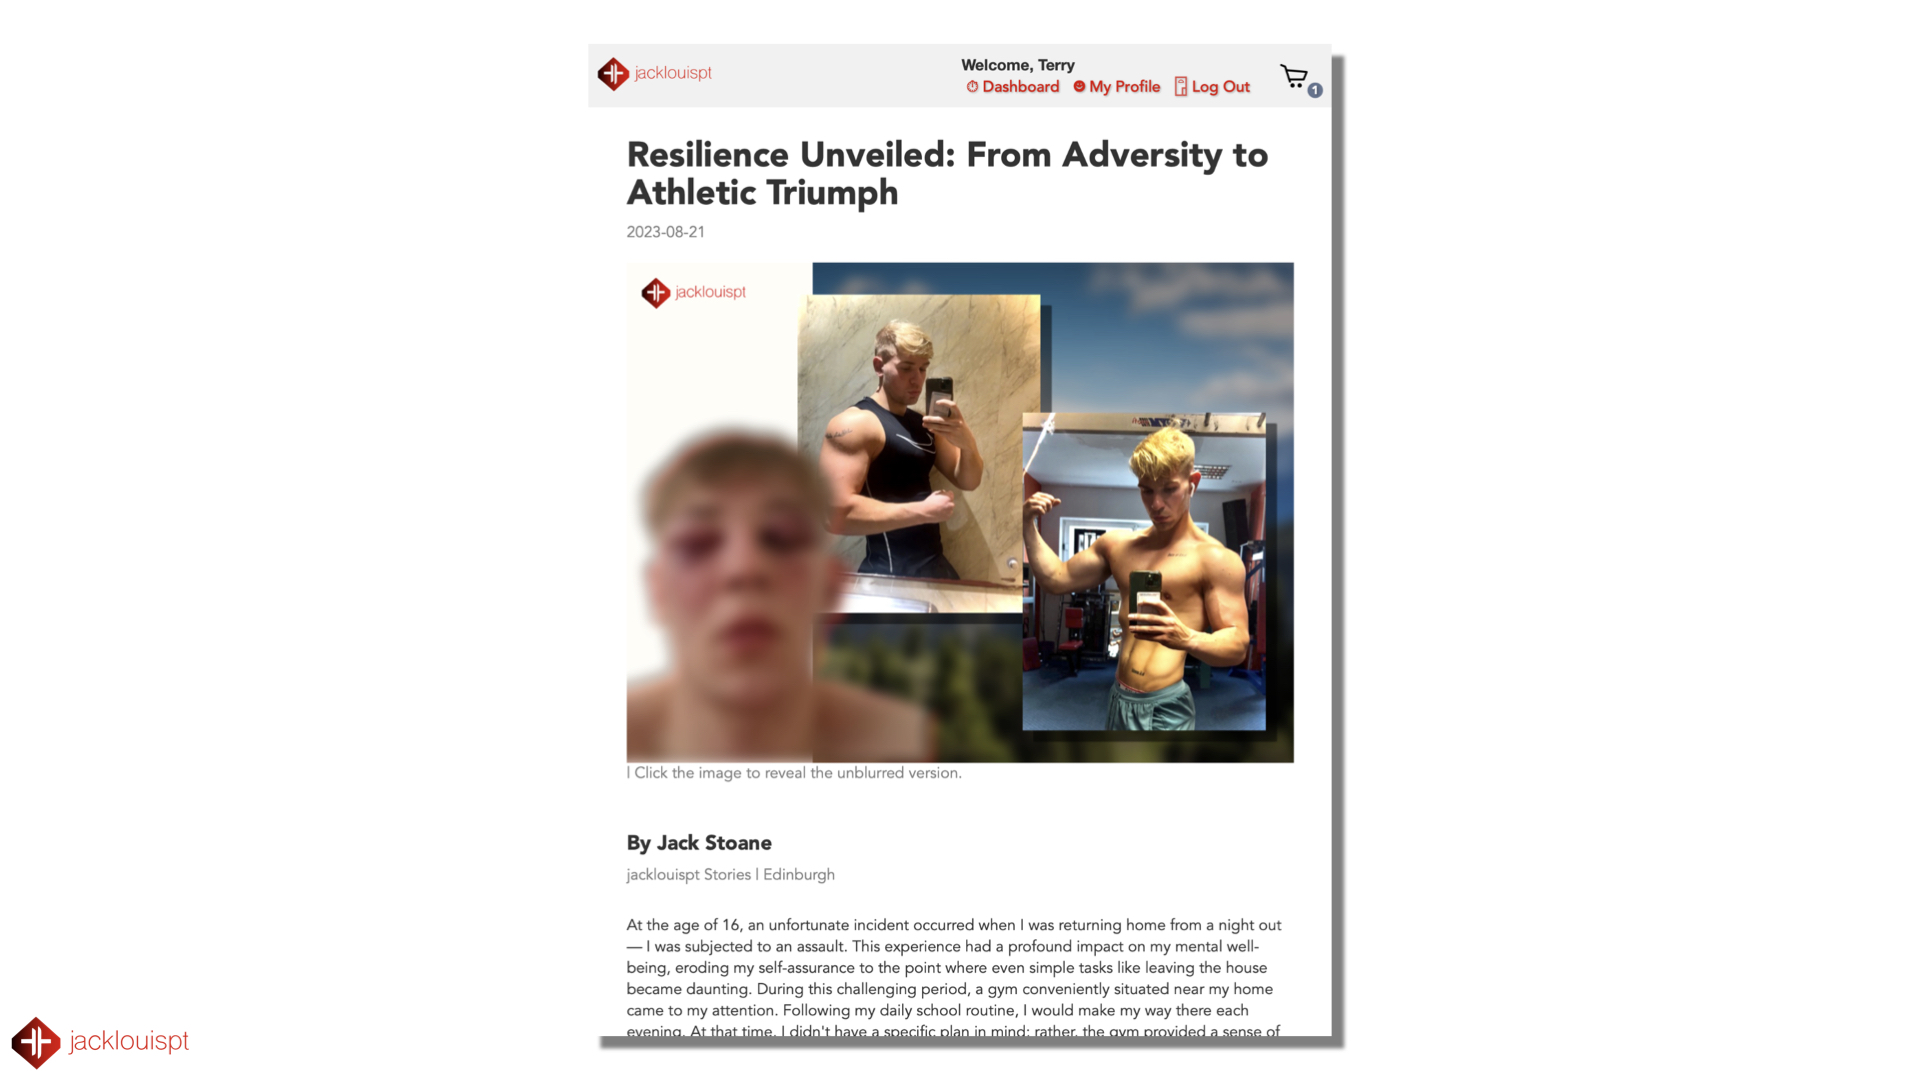 jacklouispt
Welcome, Terry
Dashboard My Profile Log Out
1
Resilience Unveiled: From Adversity to
Athletic Triumph
2023-08-21
jacklouispt
| Click the image to reveal the unblurred version.
By Jack Stoane
jacklouispt Stories | Edinburgh
At the age of 16, an unfortunate incident occurred when I was returning home from a night out
— I was subjected to an assault. This experience had a profound impact on my mental well-
being, eroding my self-assurance to the point where even simple tasks like leaving the house
became daunting. During this challenging period, a gym conveniently situated near my home
came to my attention. Following my daily school routine, I would make my way there each
evening. At that time, I didn't have a specific plan in mind; rather, the gym provided a sense of
jacklouispt